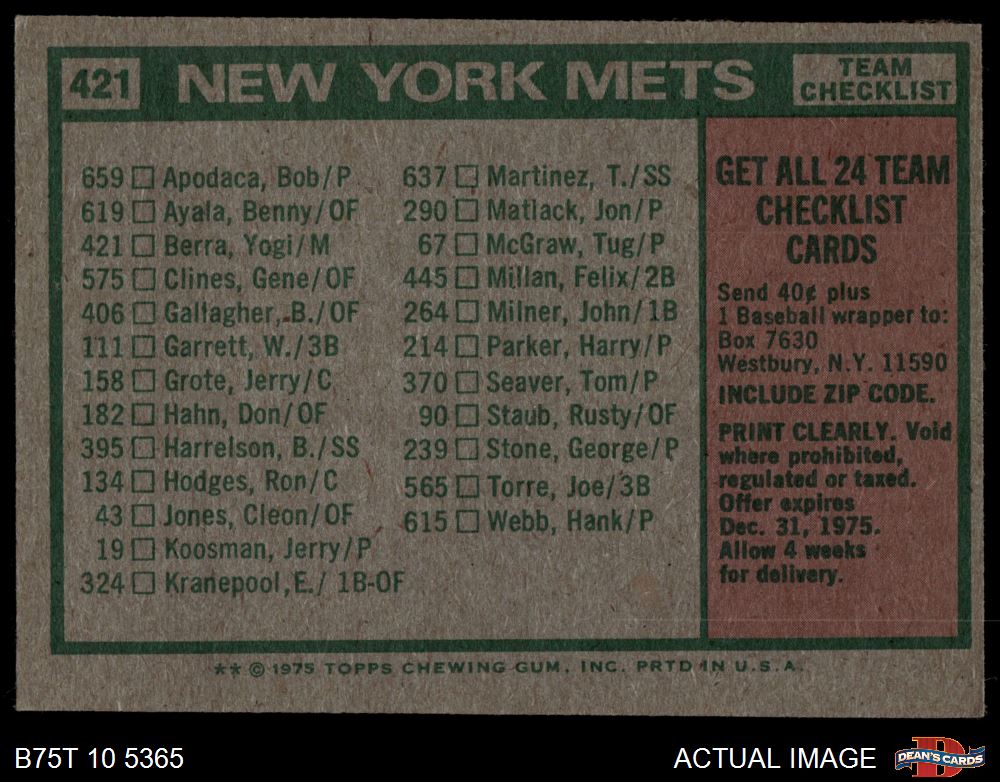 421 NEW YORK METS TEAM CHECKLIST
659 □ Apodaca, Bob/P
619 □ Ayala, Benny/OF
421 □ Berra, Yogi/M
575 □ Clines, Gene/OF
406 □ Gallagher, B./OF
111 □ Garrett, W./3B
158 □ Grote, Jerry/C
182 □ Hahn, Don/OF
395 □ Harrelson, B./SS
134 □ Hodges, Ron/C
43 □ Jones, Cleon/OF
19 □ Koosman, Jerry/P
324 □ Kranepool,E./ 1B-OF
637 □ Martinez, T./SS
290 □ Matlack, Jon/P
67 □ McGraw, Tug/P
445 □ Millan, Felix/2B
264 □ Milner, John/1B
214 □ Parker, Harry/P
370 □ Seaver, Tom/P
90 □ Staub, Rusty/OF
239 □ Stone, George/P
565 □ Torre, Joe/3B
615 □ Webb, Hank/P
GET ALL 24 TEAM
CHECKLIST
CARDS
Send 40¢ plus
1 Baseball wrapper to:
Box 7630
Westbury, N.Y. 11590
INCLUDE ZIP CODE.
PRINT CLEARLY. Void
where prohibited,
regulated or taxed.
Offer expires
Dec. 31, 1975.
Allow 4 weeks
for delivery.
** © 1975 TOPPS CHEWING GUM, INC. PRTD IN U.S.A.
B75T 10 5365
ACTUAL IMAGE
D
DEAN'S CARDS